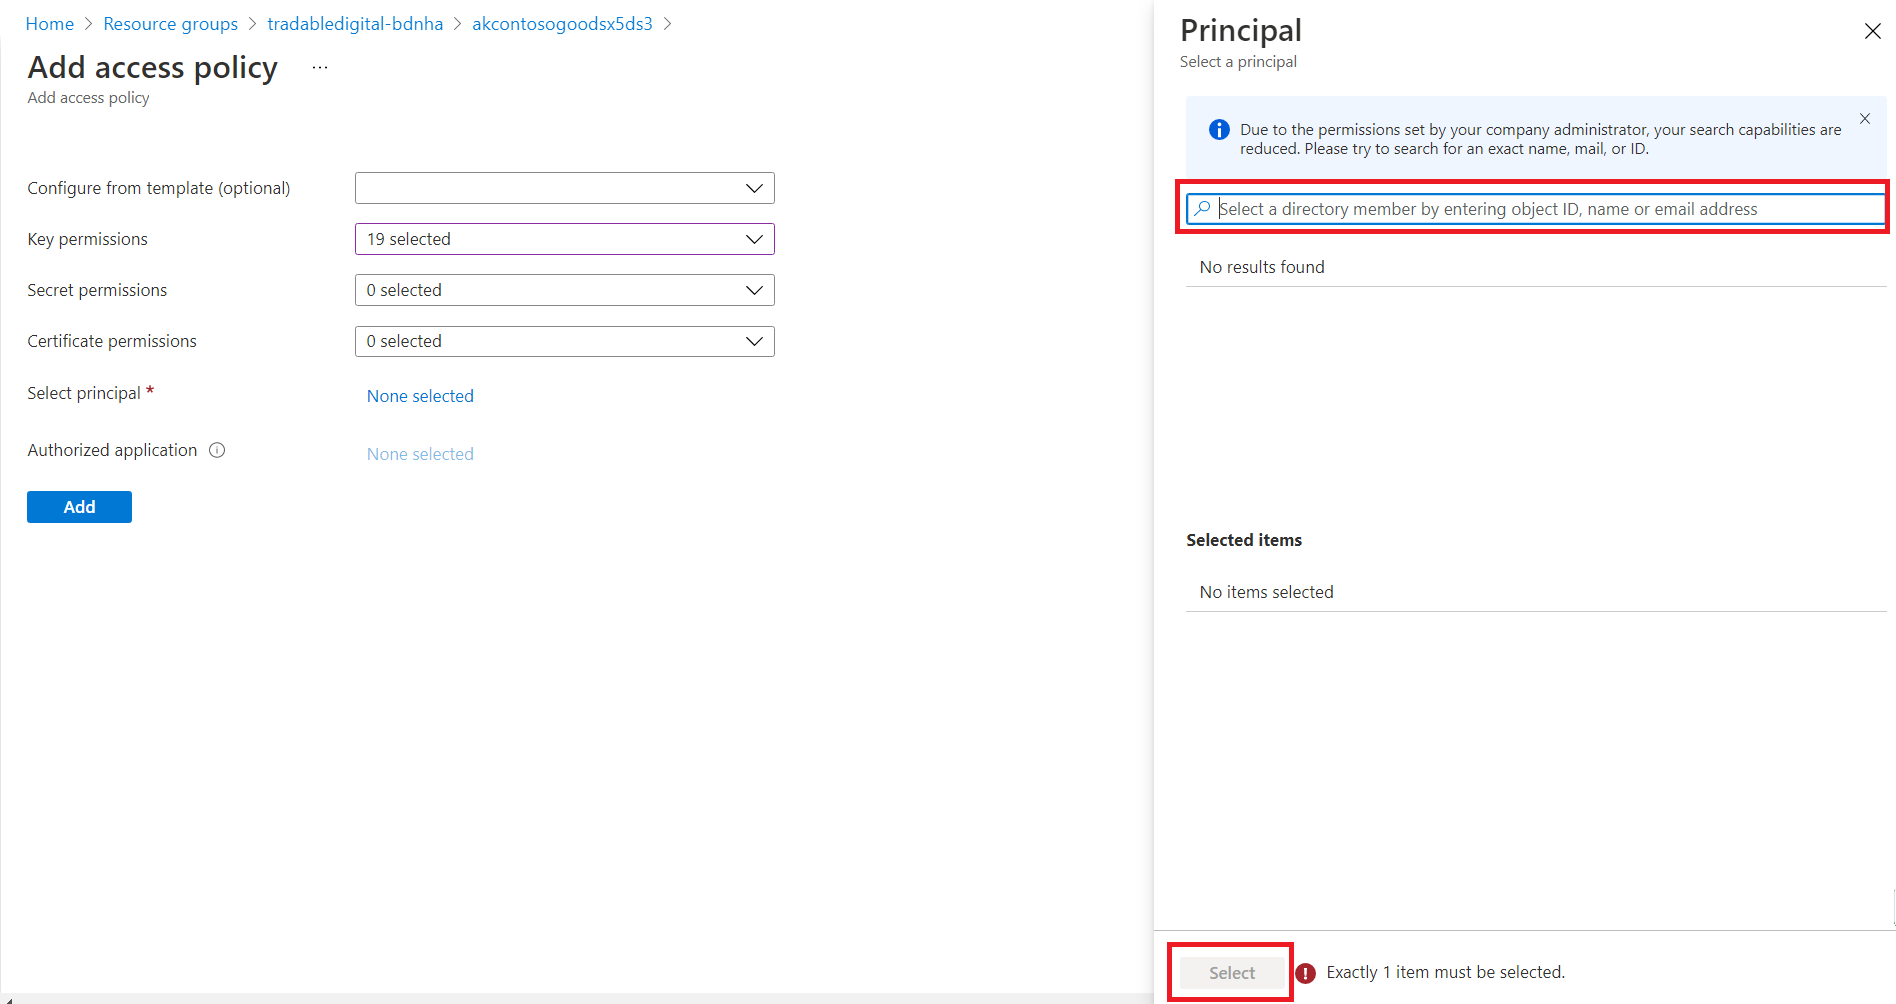 Home > Resource groups > tradabledigital-bdnha > akcontosogoodsx5ds3 >
Add access policy ...
Add access policy
Configure from template (optional)
Key permissions
19 selected
Secret permissions
0 selected
Certificate permissions
0 selected
Select principal *
None selected
Authorized application
None selected
Add
Principal
Select a principal
Due to the permissions set by your company administrator, your search capabilities are
reduced. Please try to search for an exact name, mail, or ID.
Select a directory member by entering object ID, name or email address
No results found
Selected items
No items selected
Select
Exactly 1 item must be selected.